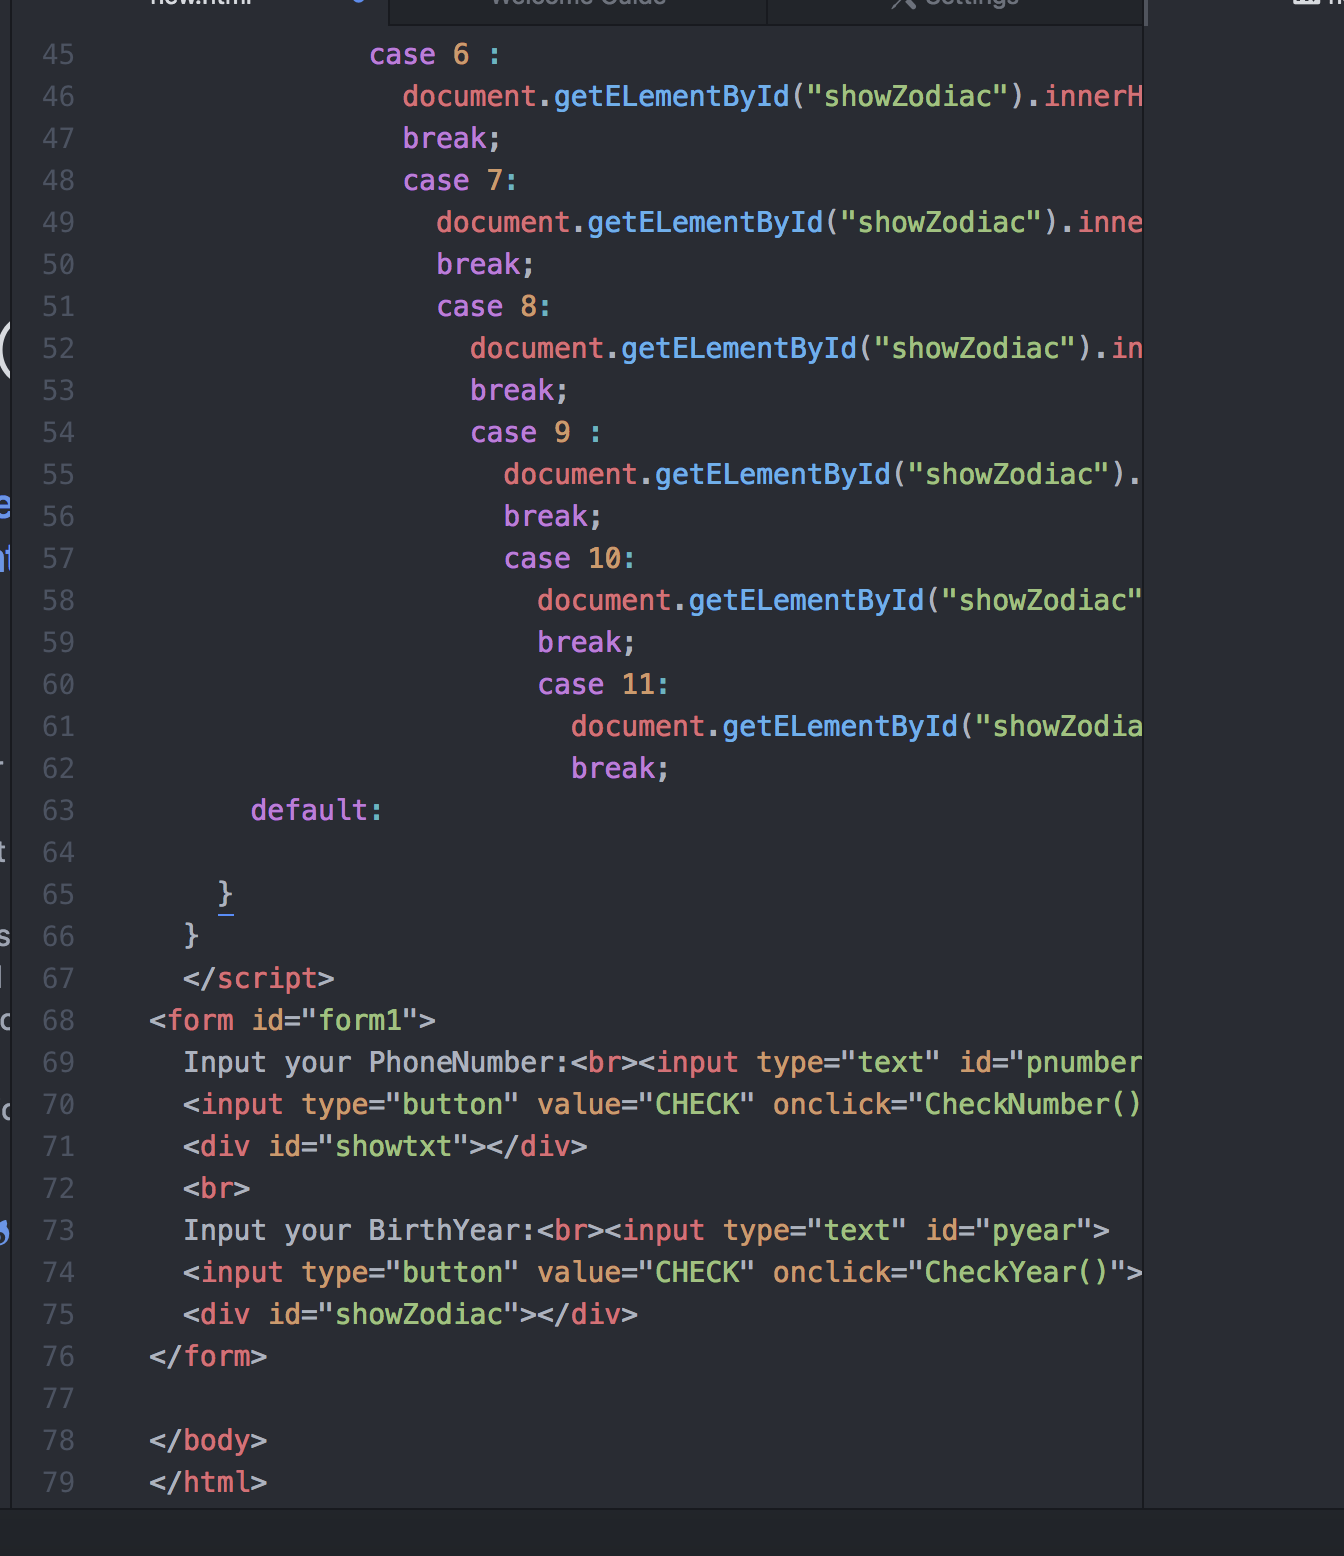 Welcome Guide
Settings
45 case 6 :
46 document.getELementById("showZodiac").innerH
47 break;
48 case 7:
49 document.getELementById("showZodiac").inne
50 break;
51 case 8:
52 document.getELementById("showZodiac").in
53 break;
54 case 9 :
55 document.getELementById("showZodiac").
56 break;
57 case 10:
58 document.getELementById("showZodiac"
59 break;
60 case 11:
61 document.getELementById("showZodia
62 break;
63 default:
64
65 }
66 }
67 </script>
68 <form id="form1">
69 Input your PhoneNumber:<br><input type="text" id="pnumber
70 <input type="button" value="CHECK" onclick="CheckNumber()
71 <div id="showtxt"></div>
72 <br>
73 Input your BirthYear:<br><input type="text" id="pyear">
74 <input type="button" value="CHECK" onclick="CheckYear()">
75 <div id="showZodiac"></div>
76 </form>
77
78 </body>
79 </html>